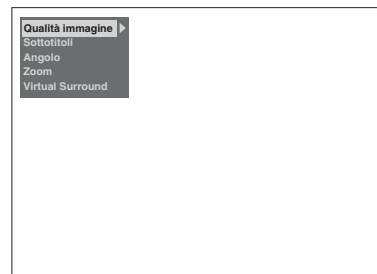 Qualità immagine
Sottotitoli
Angolo
Zoom
Virtual Surround